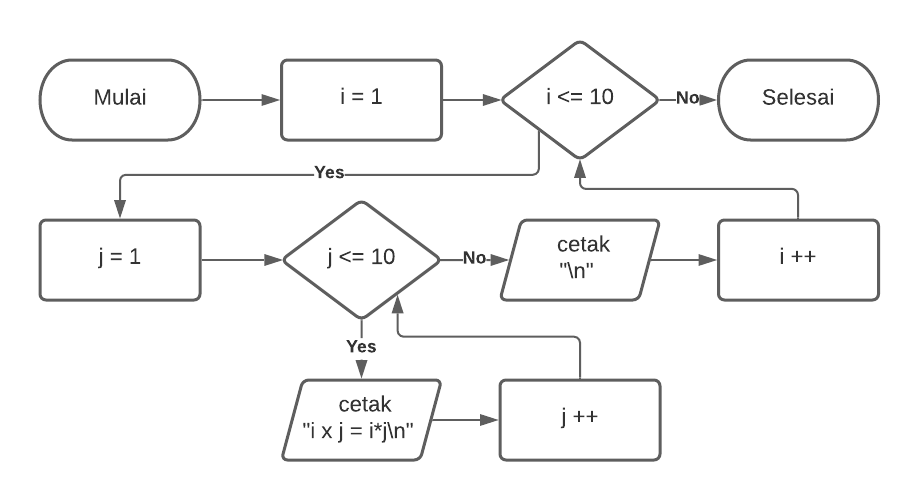 Mulai
i = 1
i <= 10
No
Selesai
Yes
j = 1
j <= 10
No
cetak
"\n"
i ++
Yes
cetak
"i x j = i*j\n"
j ++